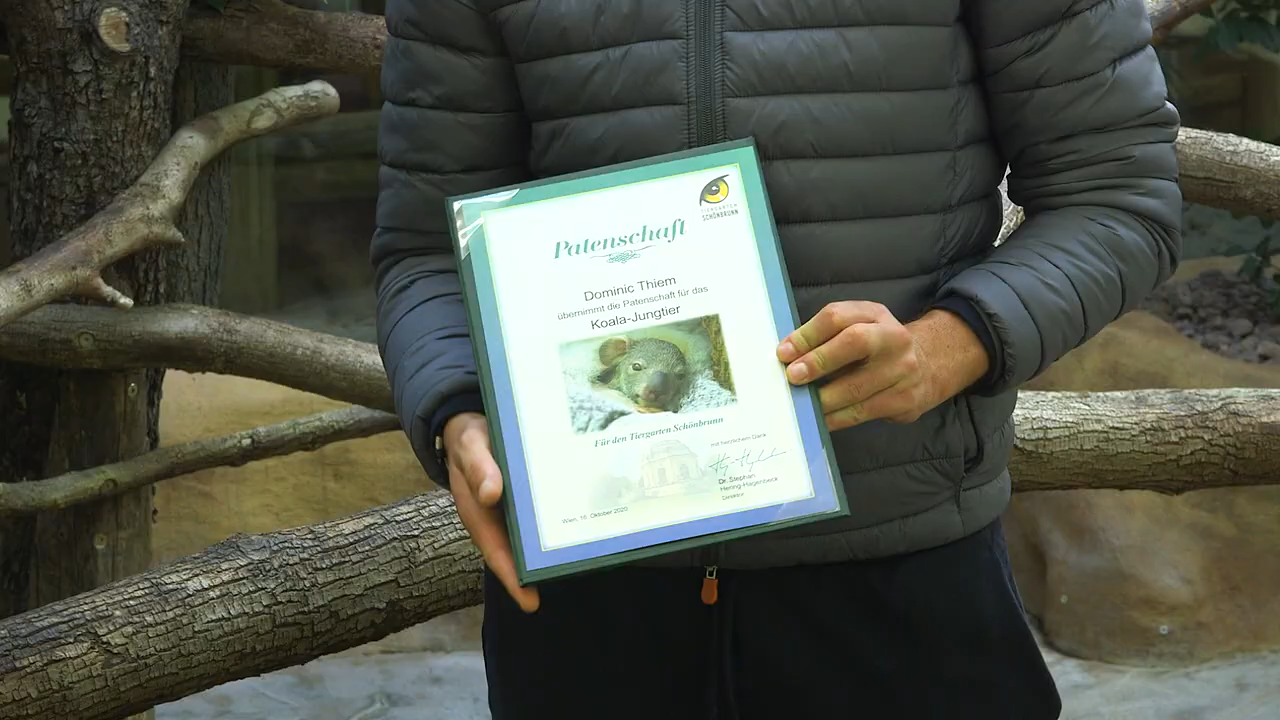 TIERGARTEN
SCHÖNBRUNN
Patenschaft
Dominic Thiem
übernimmt die Patenschaft für das
Koala-Jungtier
Für den Tiergarten Schönbrunn
mit herzlichem Dank
Dr. Stephan
Hering-Hagenbeck
Direktor
Wien, 16. Oktober 2020